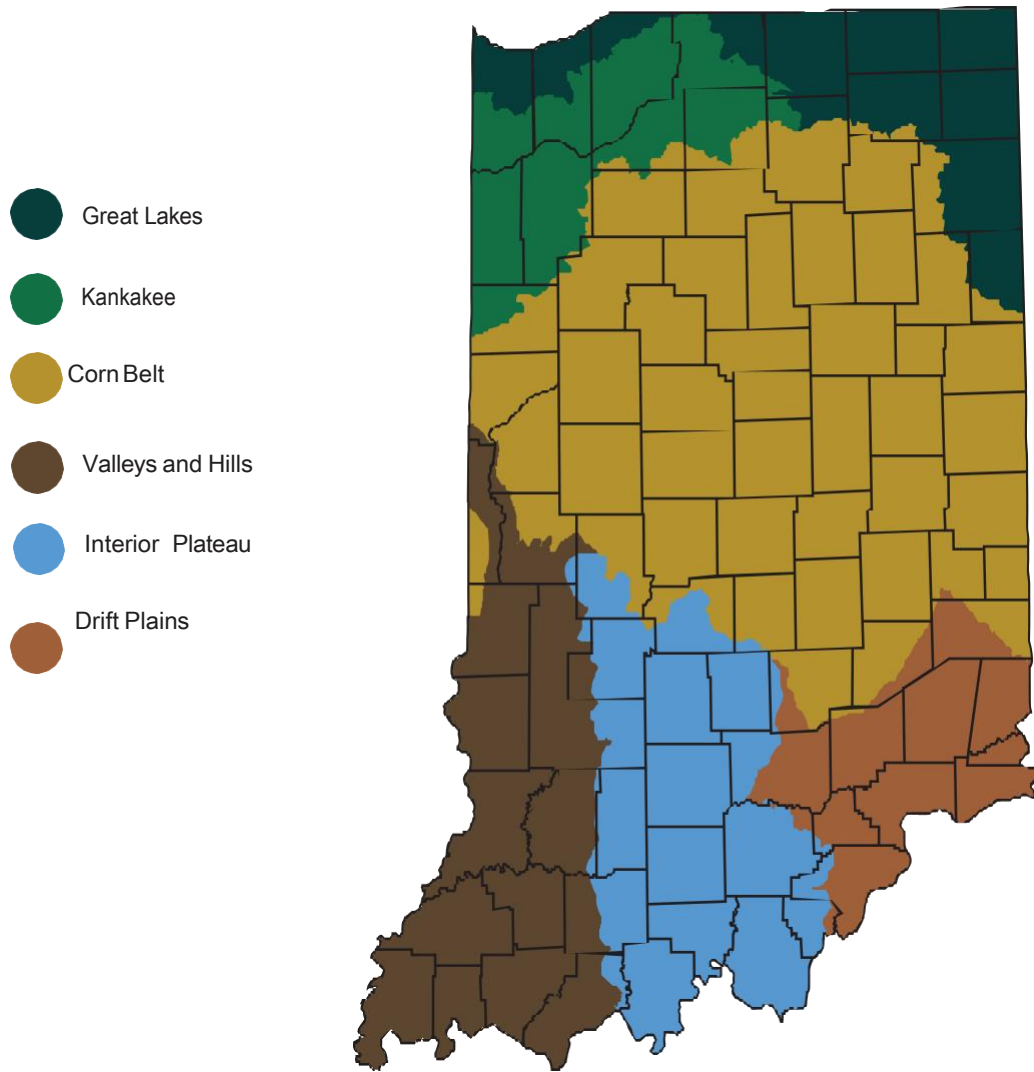 Great Lakes
Kankakee
Corn Belt
Valleys and Hills
Interior Plateau
Drift Plains